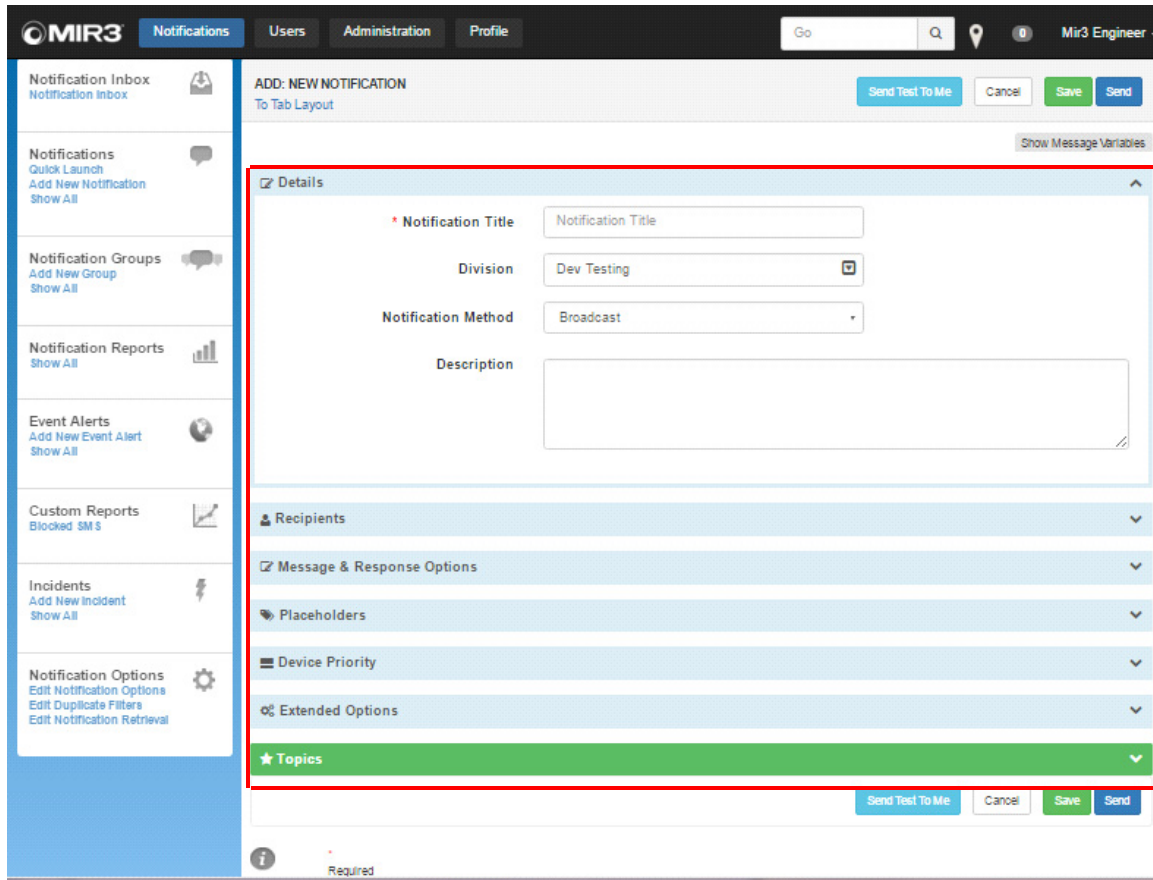 MIR3 Notifications Users Administration Profile Go 0 Mir3 Engineer
Notification Inbox
Notification Inbox
Notifications
Quick Launch
Add New Notification
Show All
Notification Groups
Add New Group
Show All
Notification Reports
Show All
Event Alerts
Add New Event Alert
Show All
Custom Reports
Blocked SMS
Incidents
Add New Incident
Show All
Notification Options
Edit Notification Options
Edit Duplicate Filters
Edit Notification Retrieval
ADD: NEW NOTIFICATION
To Tab Layout
Send Test To Me Cancel Save Send
Show Message Variables
Details
* Notification Title Notification Title
Division Dev Testing
Notification Method Broadcast
Description
Recipients
Message & Response Options
Placeholders
Device Priority
Extended Options
Topics
Send Test To Me Cancel Save Send
*
Required